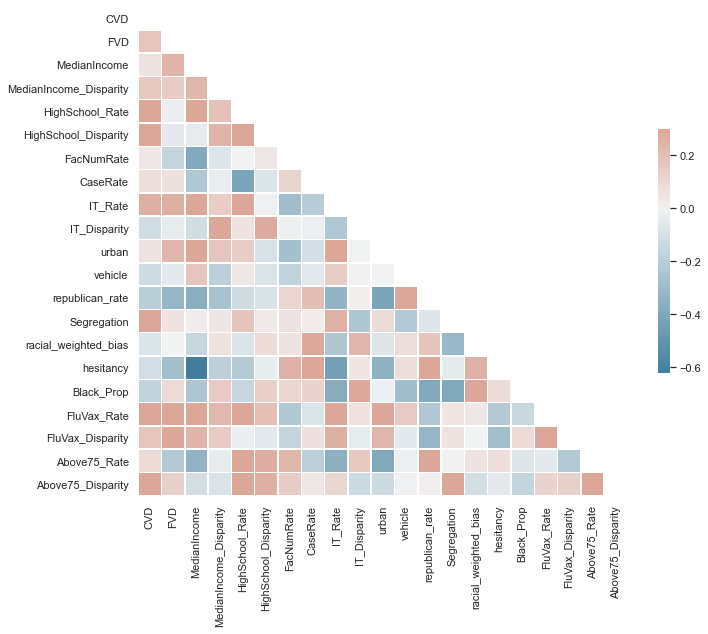 CVD
FVD
MedianIncome
MedianIncome_Disparity
HighSchool_Rate
HighSchool_Disparity
FacNumRate
CaseRate
IT_Rate
IT_Disparity
urban
vehicle
republican_rate
Segregation
racial_weighted_bias
hesitancy
Black_Prop
FluVax_Rate
FluVax_Disparity
Above75_Rate
Above75_Disparity
CVD
FVD
MedianIncome
MedianIncome_Disparity
HighSchool_Rate
HighSchool_Disparity
FacNumRate
CaseRate
IT_Rate
IT_Disparity
urban
vehicle
republican_rate
Segregation
racial_weighted_bias
hesitancy
Black_Prop
FluVax_Rate
FluVax_Disparity
Above75_Rate
Above75_Disparity
0.2
0.0
−0.2
−0.4
−0.6